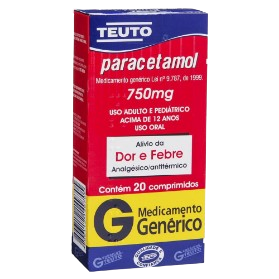 TEUTO
paracetamol
Medicamento genérico Lei nº 9.787, de 1999.
750mg
USO ADULTO E PEDIÁTRICO
ACIMA DE 12 ANOS
USO ORAL
Alívio da
Dor e Febre
Analgésico/antitérmico
Contém 20 comprimidos
G Medicamento
Genérico